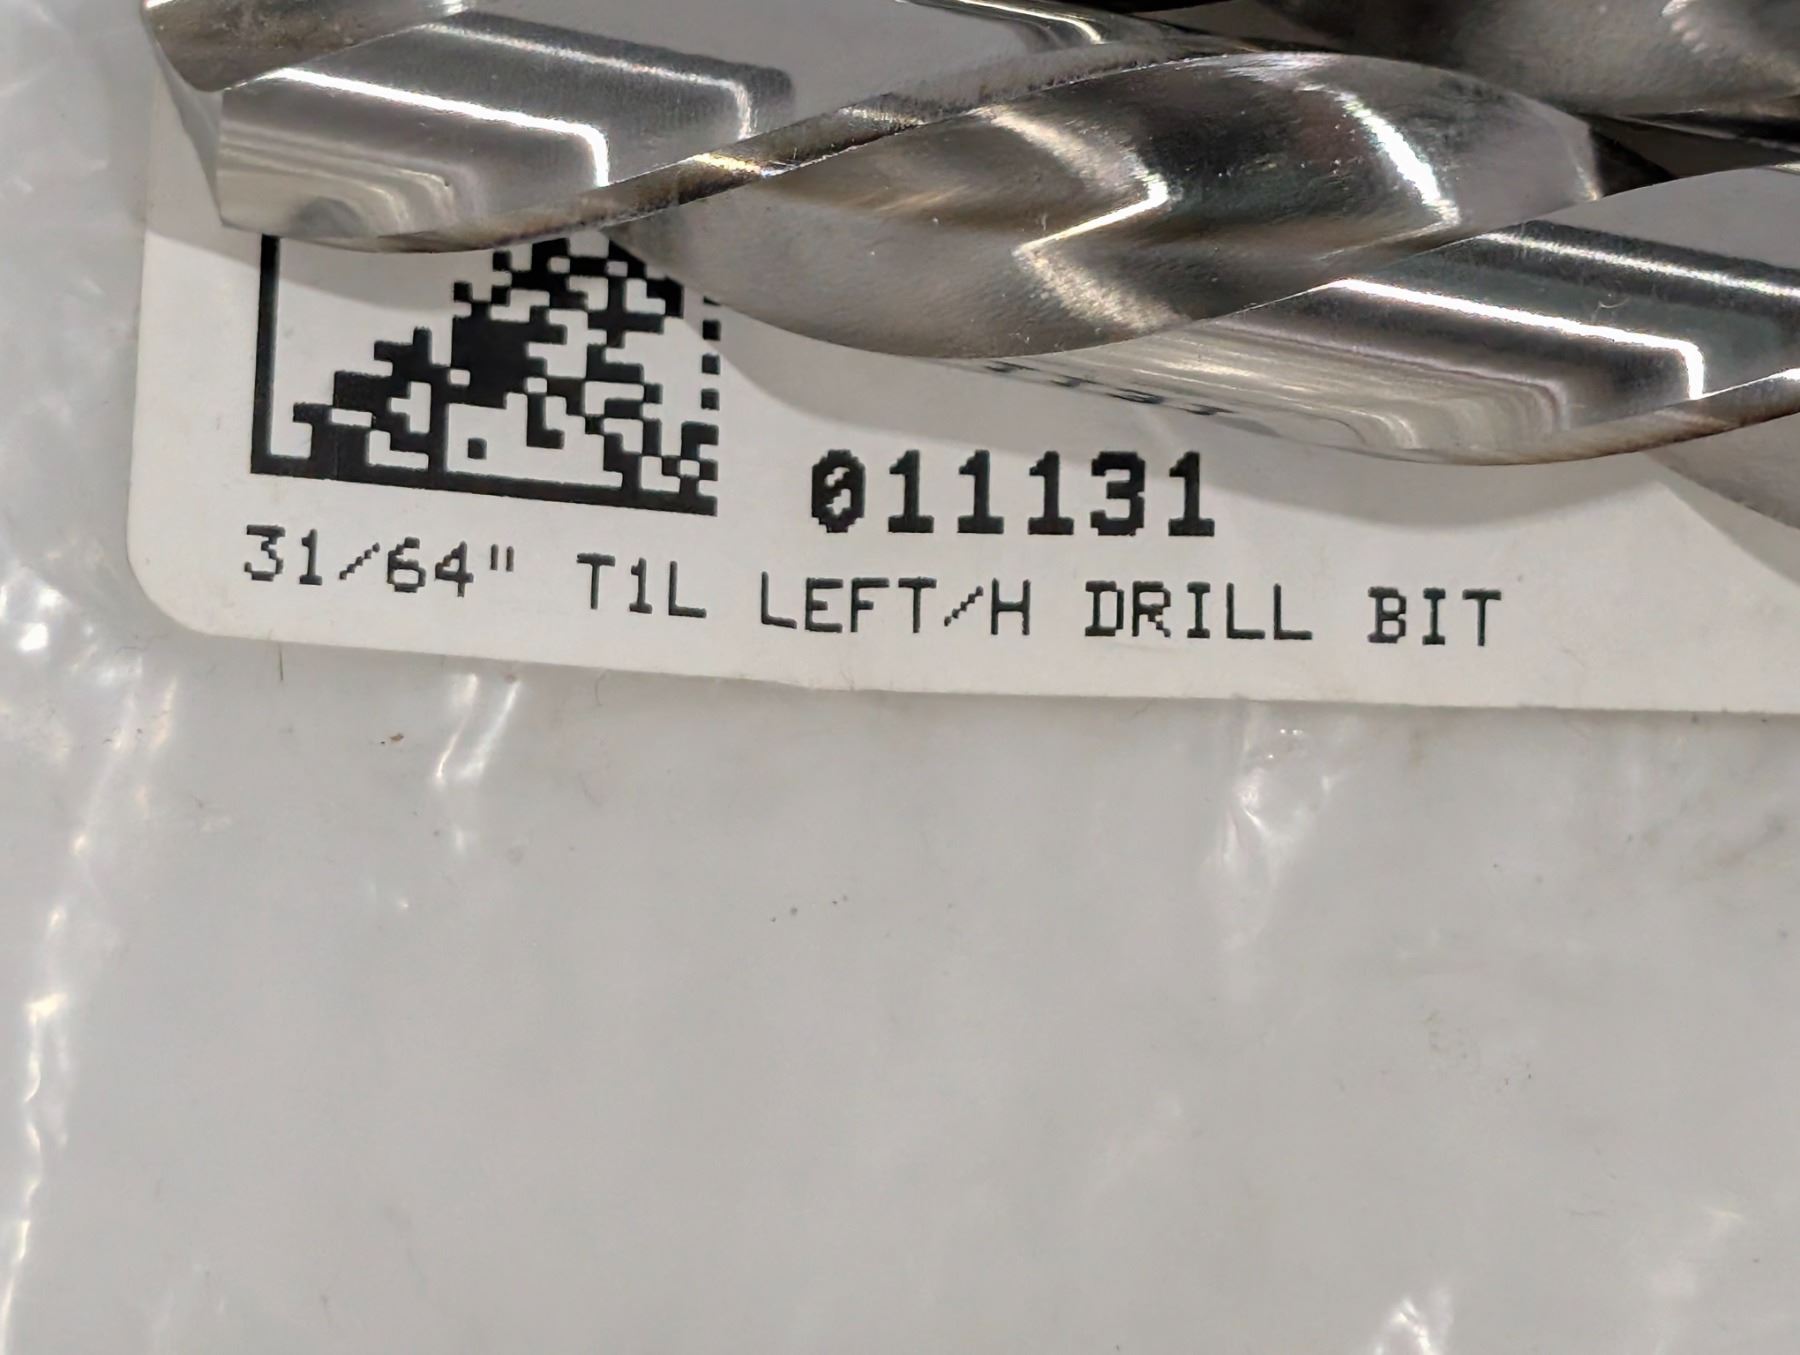 011131
31/64" T1L LEFT/H DRILL BIT